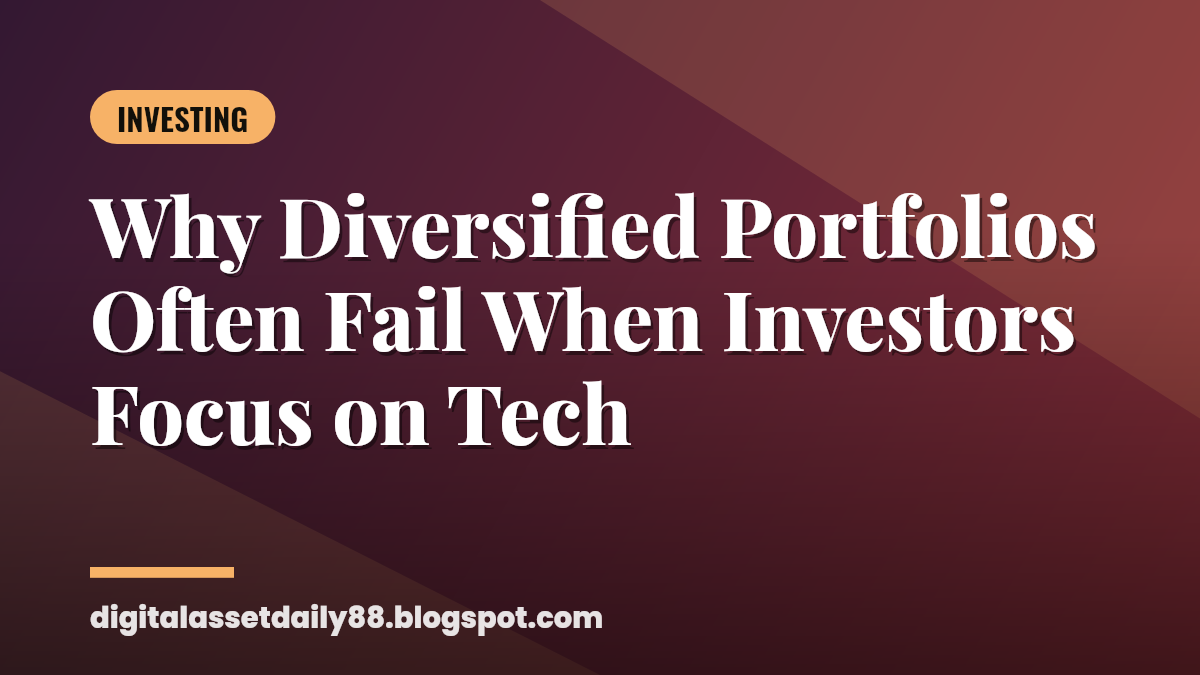 INVESTING
Why Diversified Portfolios
Often Fail When Investors
Focus on Tech
digitalassetdaily88.blogspot.com